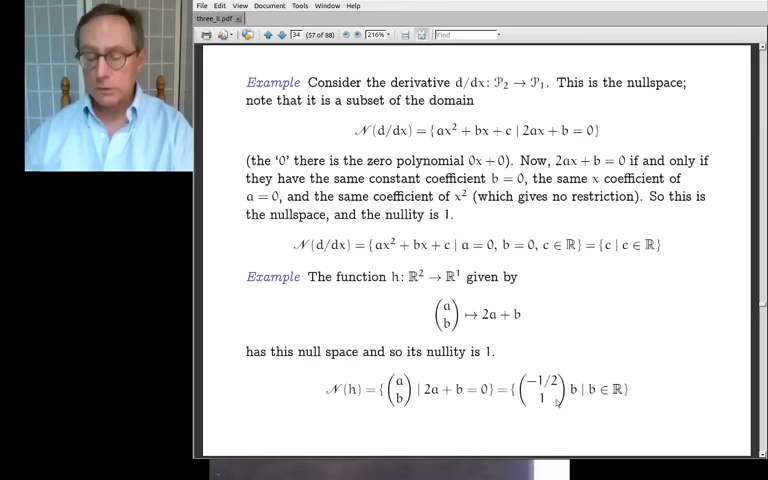 File Edit View Document Tools Window Help
three_ii.pdf
34 (57 of 88) 216% Find
Example Consider the derivative d/dx: 𝒫₂ → 𝒫₁. This is the nullspace;
note that it is a subset of the domain
𝒩(d/dx) = {ax² + bx + c | 2ax + b = 0}
(the ‘0’ there is the zero polynomial 0x + 0). Now, 2ax + b = 0 if and only if
they have the same constant coefficient b = 0, the same x coefficient of
a = 0, and the same coefficient of x² (which gives no restriction). So this is
the nullspace, and the nullity is 1.
𝒩(d/dx) = {ax² + bx + c | a = 0, b = 0, c ∈ ℝ} = {c | c ∈ ℝ}
Example The function h: ℝ² → ℝ¹ given by
(a b) ↦ 2a + b
has this null space and so its nullity is 1.
𝒩(h) = {(a b) | 2a + b = 0} = {(−1/2 1) b | b ∈ ℝ}